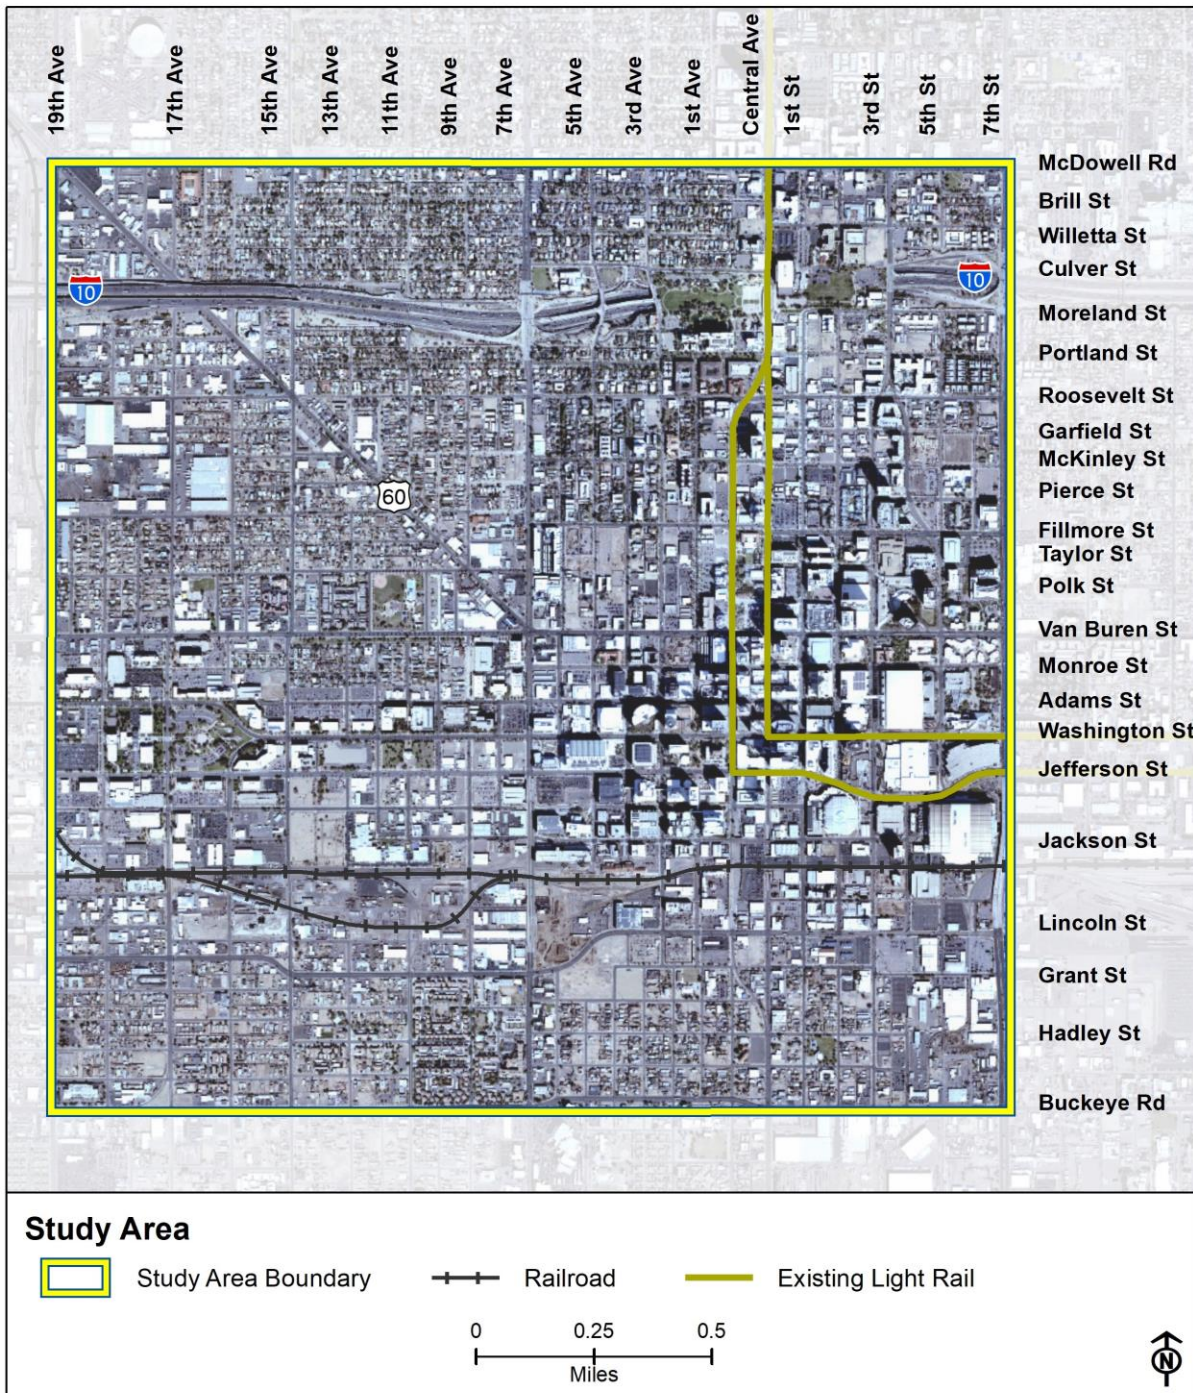 19th Ave
17th Ave
15th Ave
13th Ave
11th Ave
9th Ave
7th Ave
5th Ave
3rd Ave
1st Ave
Central Ave
1st St
3rd St
5th St
7th St
McDowell Rd
Brill St
Willetta St
Culver St
10
10
Moreland St
Portland St
Roosevelt St
Garfield St
McKinley St
Pierce St
60
Fillmore St
Taylor St
Polk St
Van Buren St
Monroe St
Adams St
Washington St
Jefferson St
Jackson St
Lincoln St
Grant St
Hadley St
Buckeye Rd
Study Area
Study Area Boundary
Railroad
Existing Light Rail
0 0.25 0.5
Miles
N